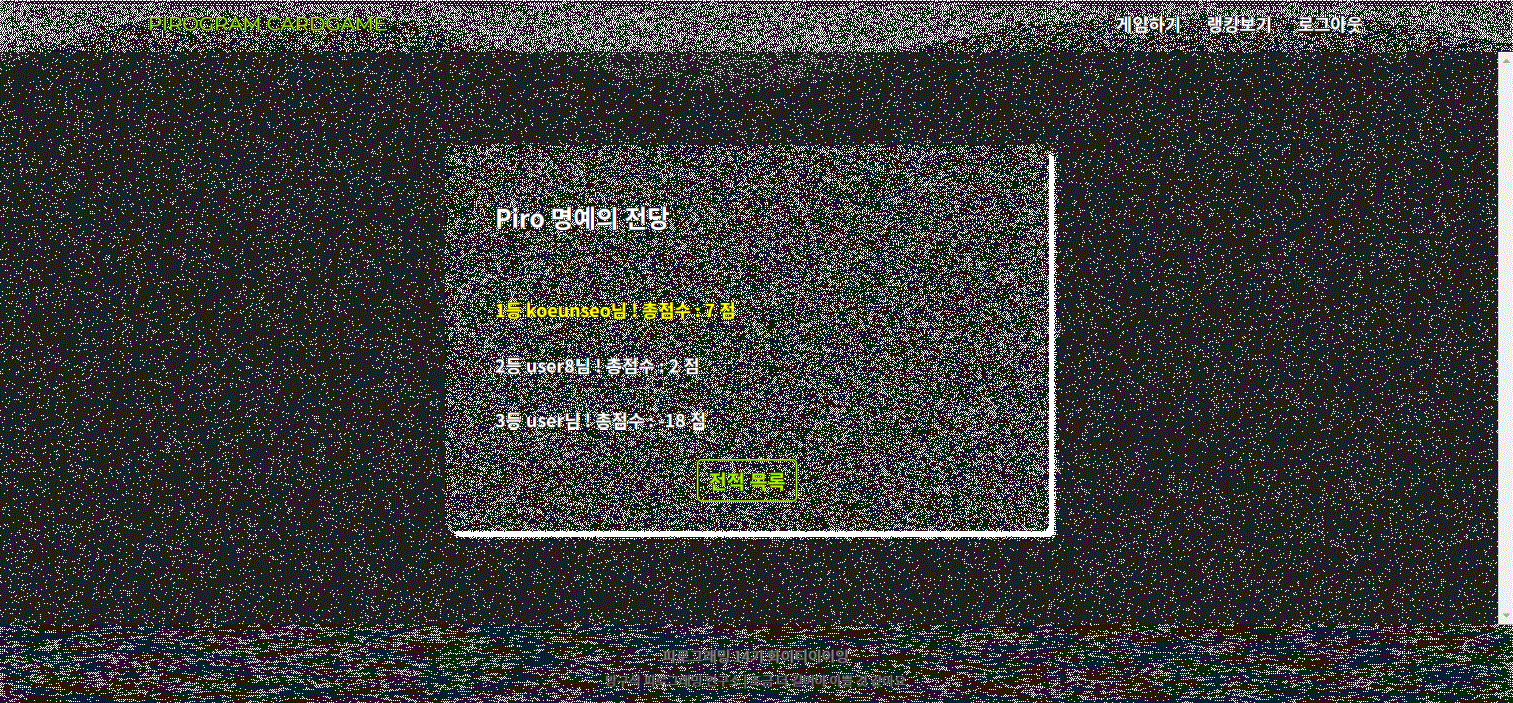 PIROGRAM CARDGAME
게임하기 랭킹보기 로그아웃
Piro 명예의 전당
1등 koeunseo님 ! 총점수 : 7 점
2등 user8님 ! 총점수 : 2 점
3등 user님 ! 총점수 : -18 점
전적 목록